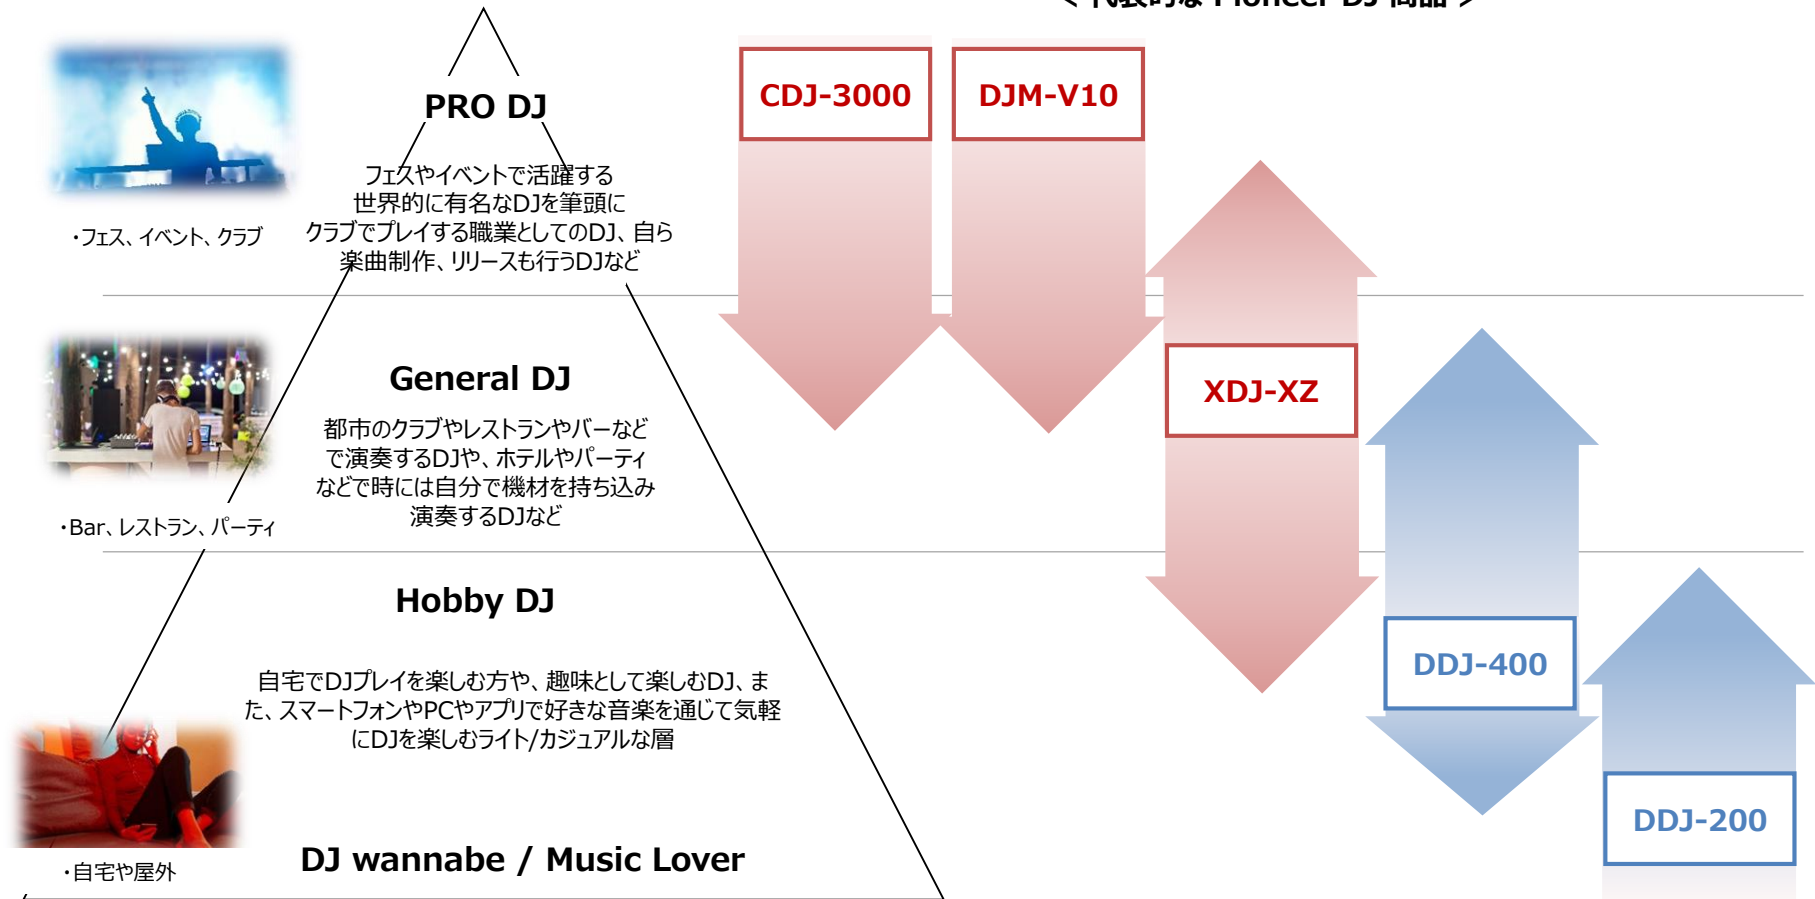 < 代表的な Pioneer DJ 商品 >
PRO DJ
フェスやイベントで活躍する
世界的に有名なDJを筆頭に
クラブでプレイする職業としてのDJ、自ら
楽曲制作、リリースも行うDJなど
・フェス、イベント、クラブ
General DJ
都市のクラブやレストランやバーなど
で演奏するDJや、ホテルやパーティ
などで時には自分で機材を持ち込み
演奏するDJなど
・Bar、レストラン、パーティ
Hobby DJ
自宅でDJプレイを楽しむ方や、趣味として楽しむDJ、ま
た、スマートフォンやPCやアプリで好きな音楽を通じて気軽
にDJを楽しむライト/カジュアルな層
・自宅や屋外
DJ wannabe / Music Lover
CDJ-3000
DJM-V10
XDJ-XZ
DDJ-400
DDJ-200